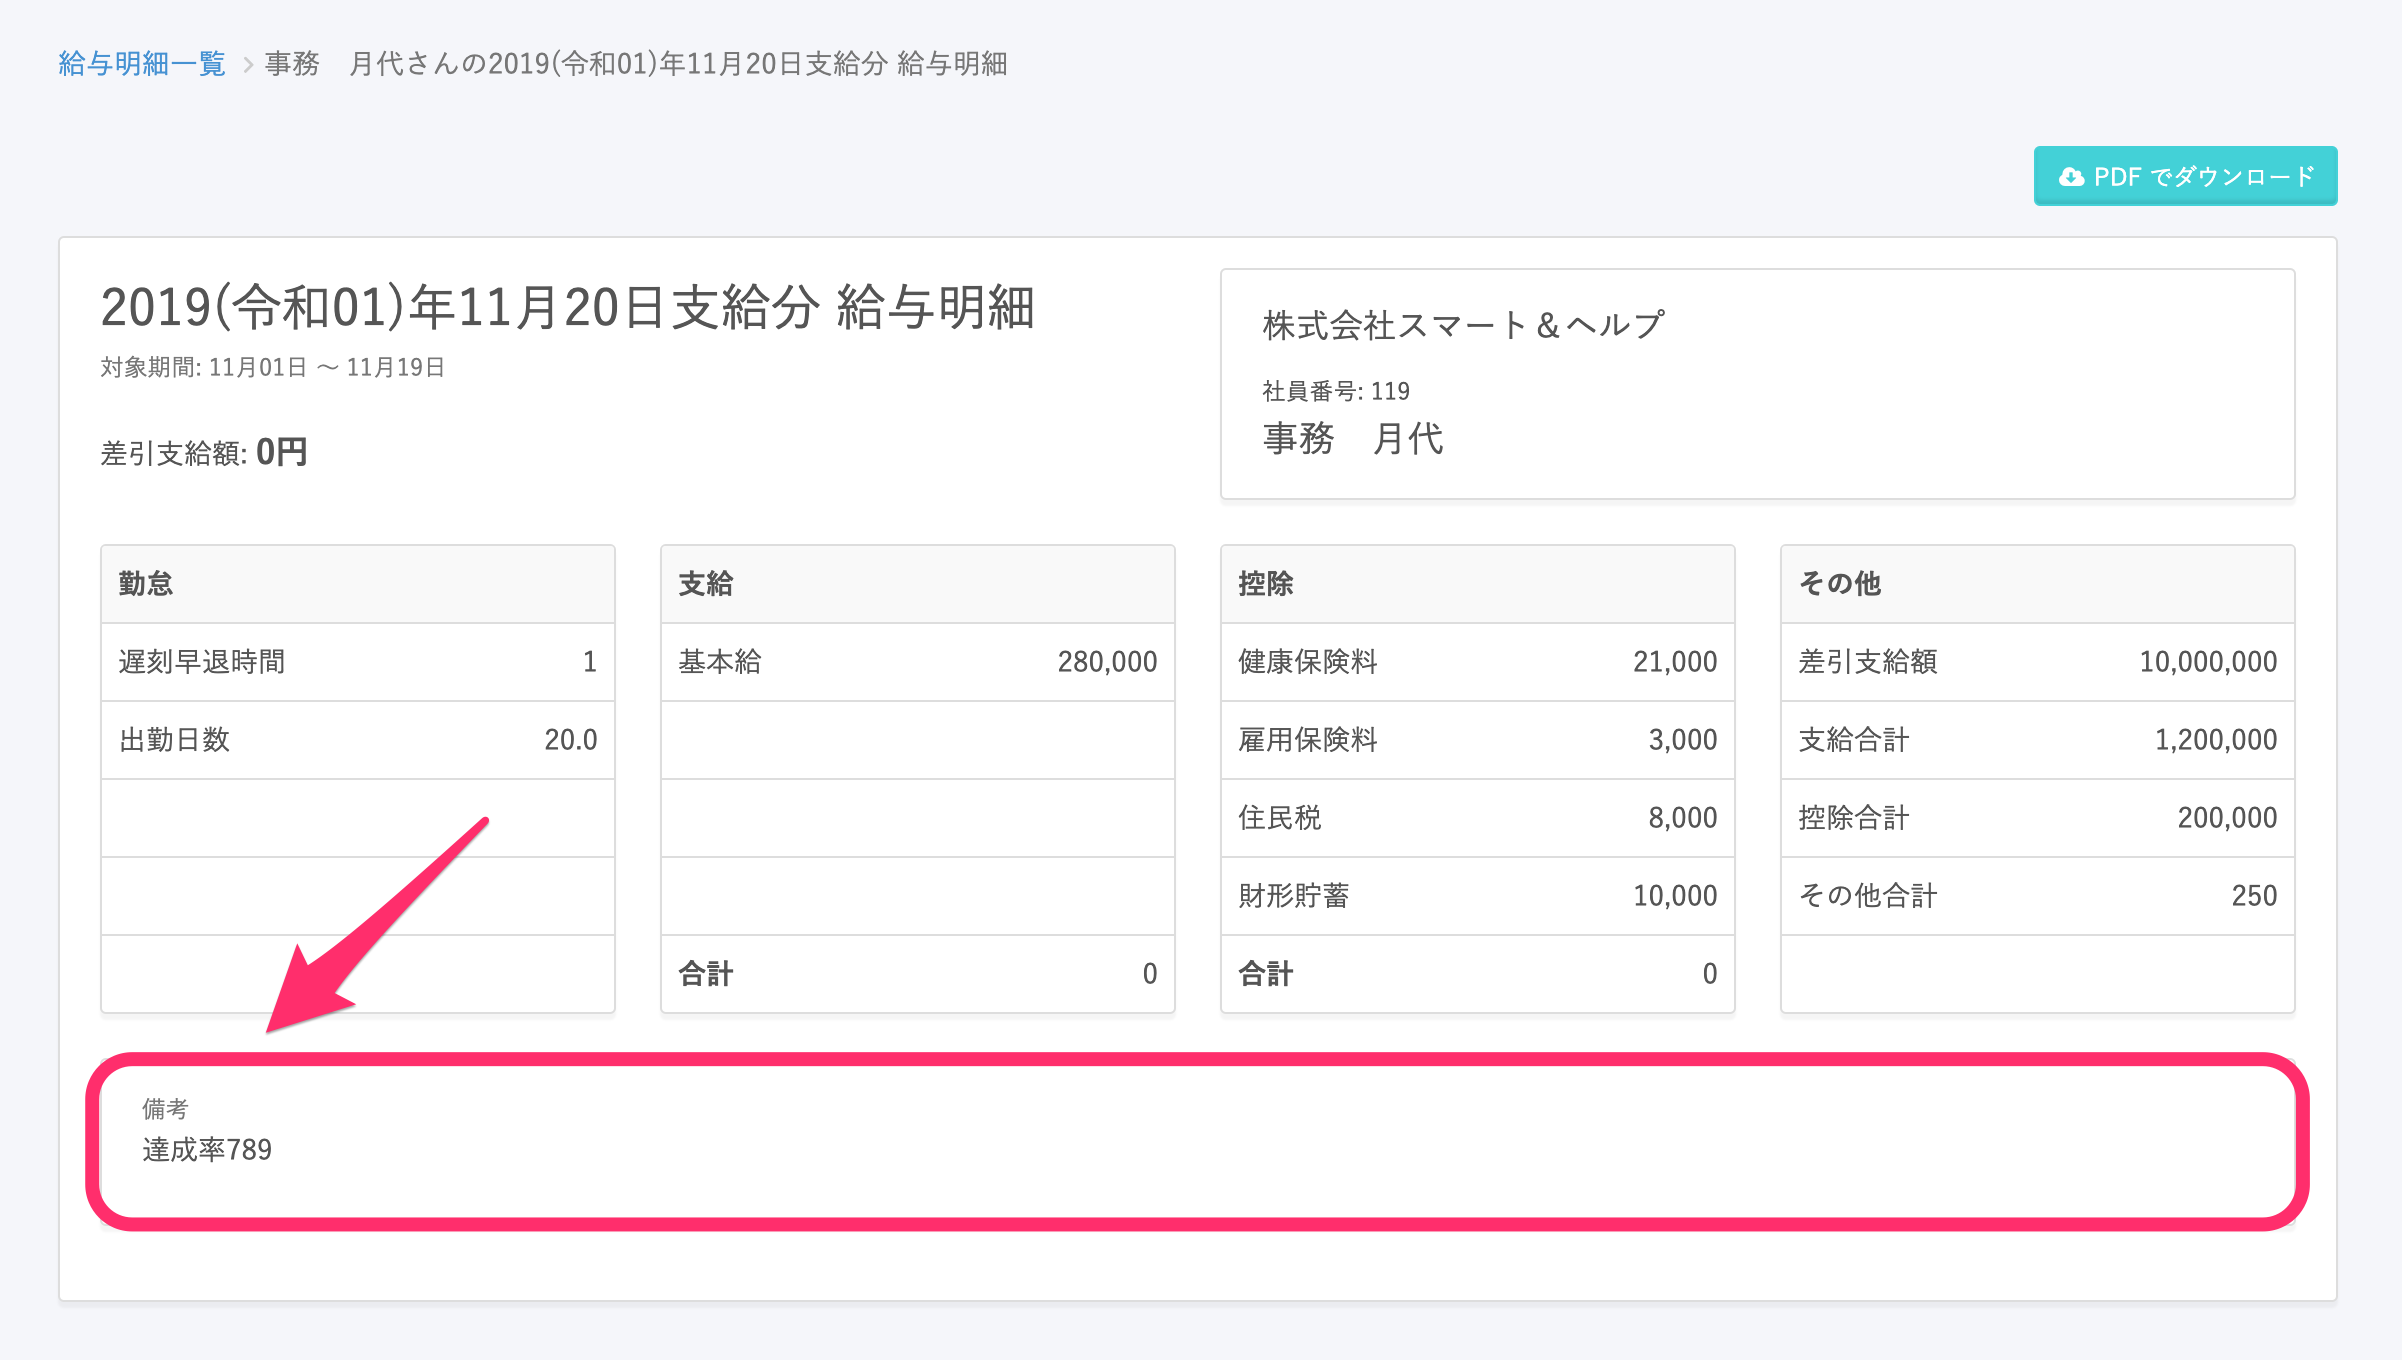 給与明細一覧 > 事務　月代さんの2019(令和01)年11月20日支給分 給与明細
PDF でダウンロード
2019(令和01)年11月20日支給分 給与明細
対象期間: 11月01日 〜 11月19日
差引支給額: 0円
株式会社スマート＆ヘルプ
社員番号: 119
事務　月代
勤怠
遅刻早退時間 1
出勤日数 20.0
支給
基本給 280,000
合計 0
控除
健康保険料 21,000
雇用保険料 3,000
住民税 8,000
財形貯蓄 10,000
合計 0
その他
差引支給額 10,000,000
支給合計 1,200,000
控除合計 200,000
その他合計 250
備考
達成率789